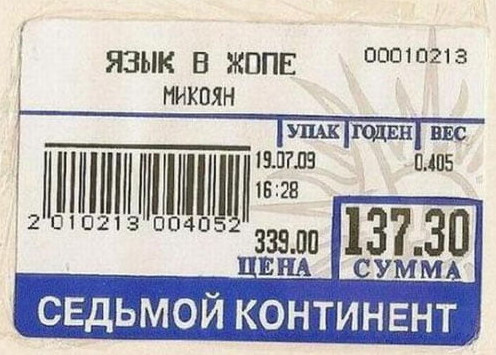 ЯЗЫК В ЖОПЕ 00010213
МИКОЯН
УПАК ГОДЕН ВЕС
19.07.09 0.405
16:28
2 010213 004052
339.00 137.30
ЦЕНА СУММА
СЕДЬМОЙ КОНТИНЕНТ